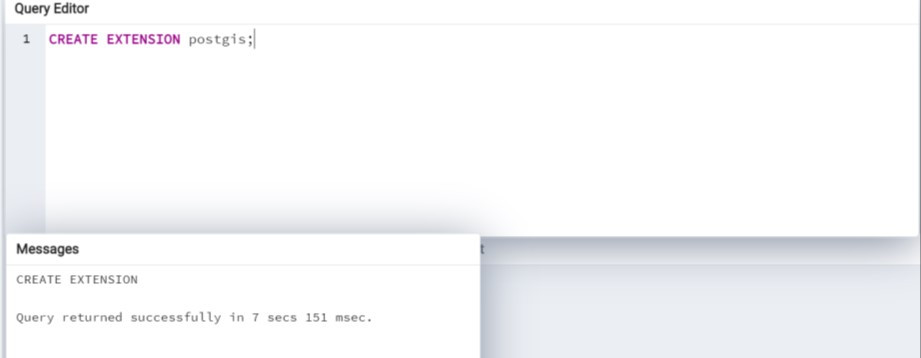 Query Editor
1 CREATE EXTENSION postgis;
Messages
CREATE EXTENSION
Query returned successfully in 7 secs 151 msec.